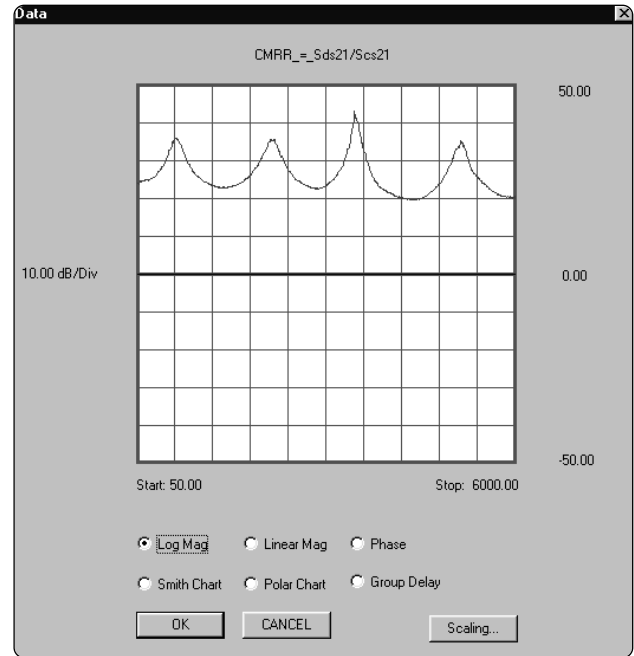 Data
CMRR_=_Sds21/Scs21
50.00
10.00 dB/Div
0.00
-50.00
Start: 50.00
Stop: 6000.00
Log Mag
Linear Mag
Phase
Smith Chart
Polar Chart
Group Delay
OK
CANCEL
Scaling...